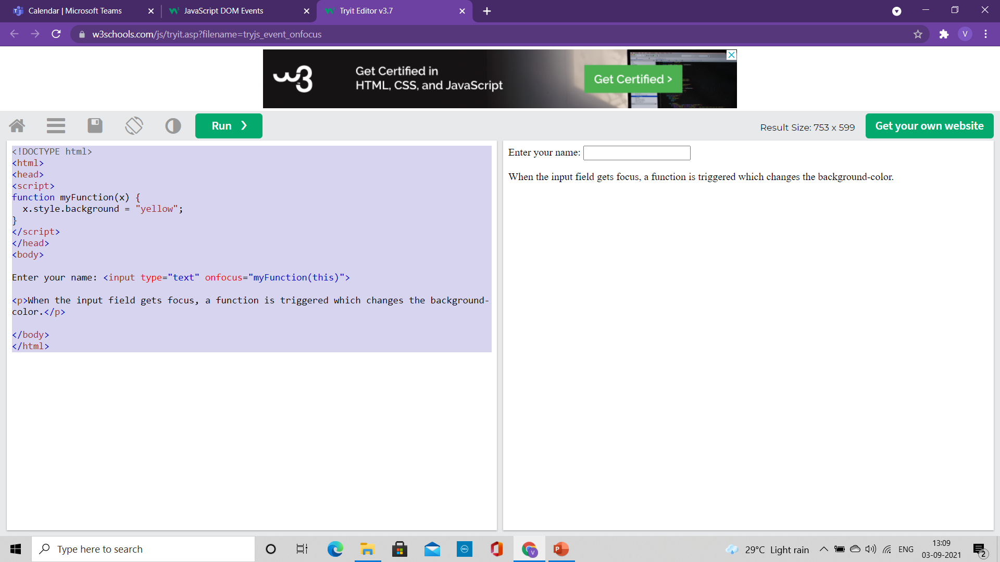 Calendar | Microsoft Teams
JavaScript DOM Events
Tryit Editor v3.7
w3schools.com/js/tryit.asp?filename=tryjs_event_onfocus
V
w3
Get Certified in
HTML, CSS, and JavaScript
Get Certified >
Run ❯
Result Size: 753 x 599
Get your own website
<!DOCTYPE html>
<html>
<head>
<script>
function myFunction(x) {
  x.style.background = "yellow";
}
</script>
</head>
<body>
Enter your name: <input type="text" onfocus="myFunction(this)">
<p>When the input field gets focus, a function is triggered which changes the background-
color.</p>
</body>
</html>
Enter your name:
When the input field gets focus, a function is triggered which changes the background-color.
Type here to search
DELL
V
P
29°C Light rain
ENG
13:09
03-09-2021
2